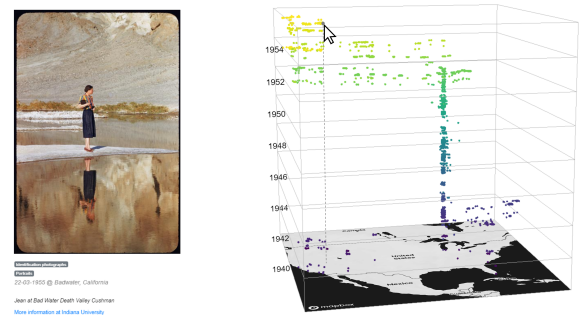 Identification photographs
Portraits
22-03-1955 @ Badwater, California
Jean at Bad Water Death Valley Cushman
More information at Indiana University
1954
1952
1950
1948
1946
1944
1942
1940
United
States
Mexico
mapbox